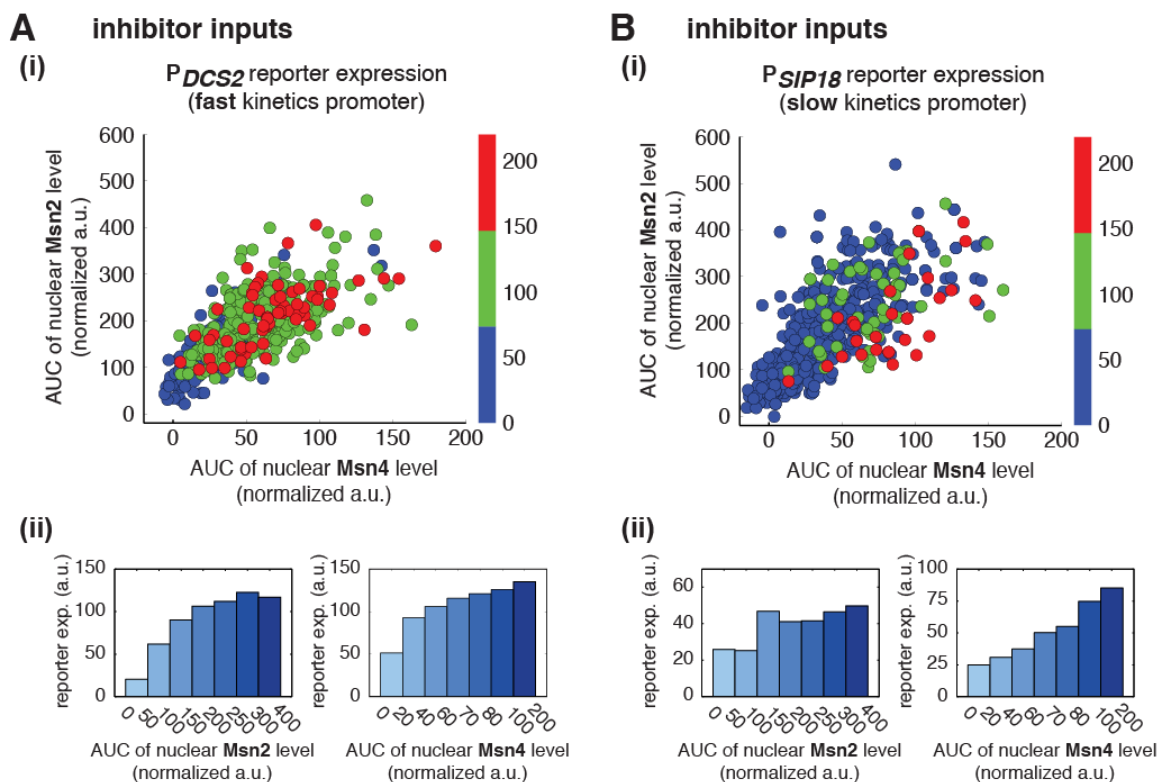 A inhibitor inputs
(i)
PDCS2 reporter expression
(fast kinetics promoter)
600
500
400
300
200
100
0
AUC of nuclear Msn2 level
(normalized a.u.)
0 50 100 150 200
AUC of nuclear Msn4 level
(normalized a.u.)
200
150
100
50
0
(ii)
reporter exp. (a.u.)
150
100
50
0
0 50 100 150 200 250 300 400
AUC of nuclear Msn2 level
(normalized a.u.)
reporter exp. (a.u.)
150
100
50
0
0 20 40 60 70 80 100 200
AUC of nuclear Msn4 level
(normalized a.u.)
B inhibitor inputs
(i)
PSIP18 reporter expression
(slow kinetics promoter)
600
500
400
300
200
100
0
AUC of nuclear Msn2 level
(normalized a.u.)
0 50 100 150 200
AUC of nuclear Msn4 level
(normalized a.u.)
200
150
100
50
0
(ii)
reporter exp. (a.u.)
60
40
20
0
0 50 100 150 200 250 300 400
AUC of nuclear Msn2 level
(normalized a.u.)
reporter exp. (a.u.)
100
75
50
25
0 20 40 60 70 80 100 200
AUC of nuclear Msn4 level
(normalized a.u.)